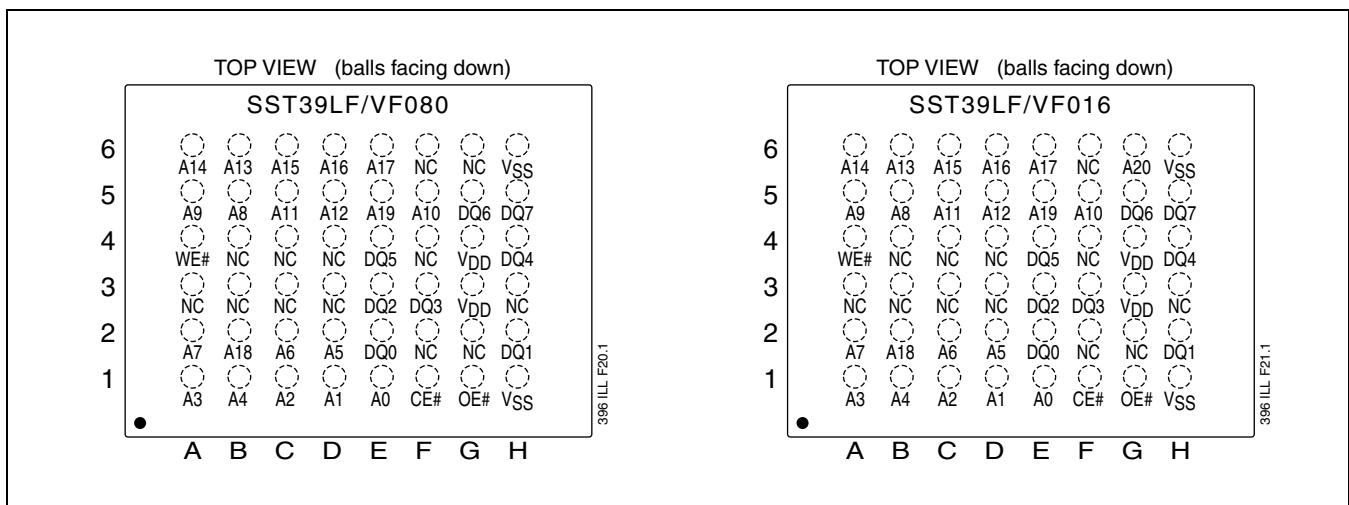 TOP VIEW (balls facing down)
SST39LF/VF080
6
A14 A13 A15 A16 A17 NC NC VSS
5
A9 A8 A11 A12 A19 A10 DQ6 DQ7
4
WE# NC NC NC DQ5 NC VDD DQ4
3
NC NC NC NC DQ2 DQ3 VDD NC
2
A7 A18 A6 A5 DQ0 NC NC DQ1
1
A3 A4 A2 A1 A0 CE# OE# VSS
A B C D E F G H
396 ILL F20.1
TOP VIEW (balls facing down)
SST39LF/VF016
6
A14 A13 A15 A16 A17 NC A20 VSS
5
A9 A8 A11 A12 A19 A10 DQ6 DQ7
4
WE# NC NC NC DQ5 NC VDD DQ4
3
NC NC NC NC DQ2 DQ3 VDD NC
2
A7 A18 A6 A5 DQ0 NC NC DQ1
1
A3 A4 A2 A1 A0 CE# OE# VSS
A B C D E F G H
396 ILL F21.1